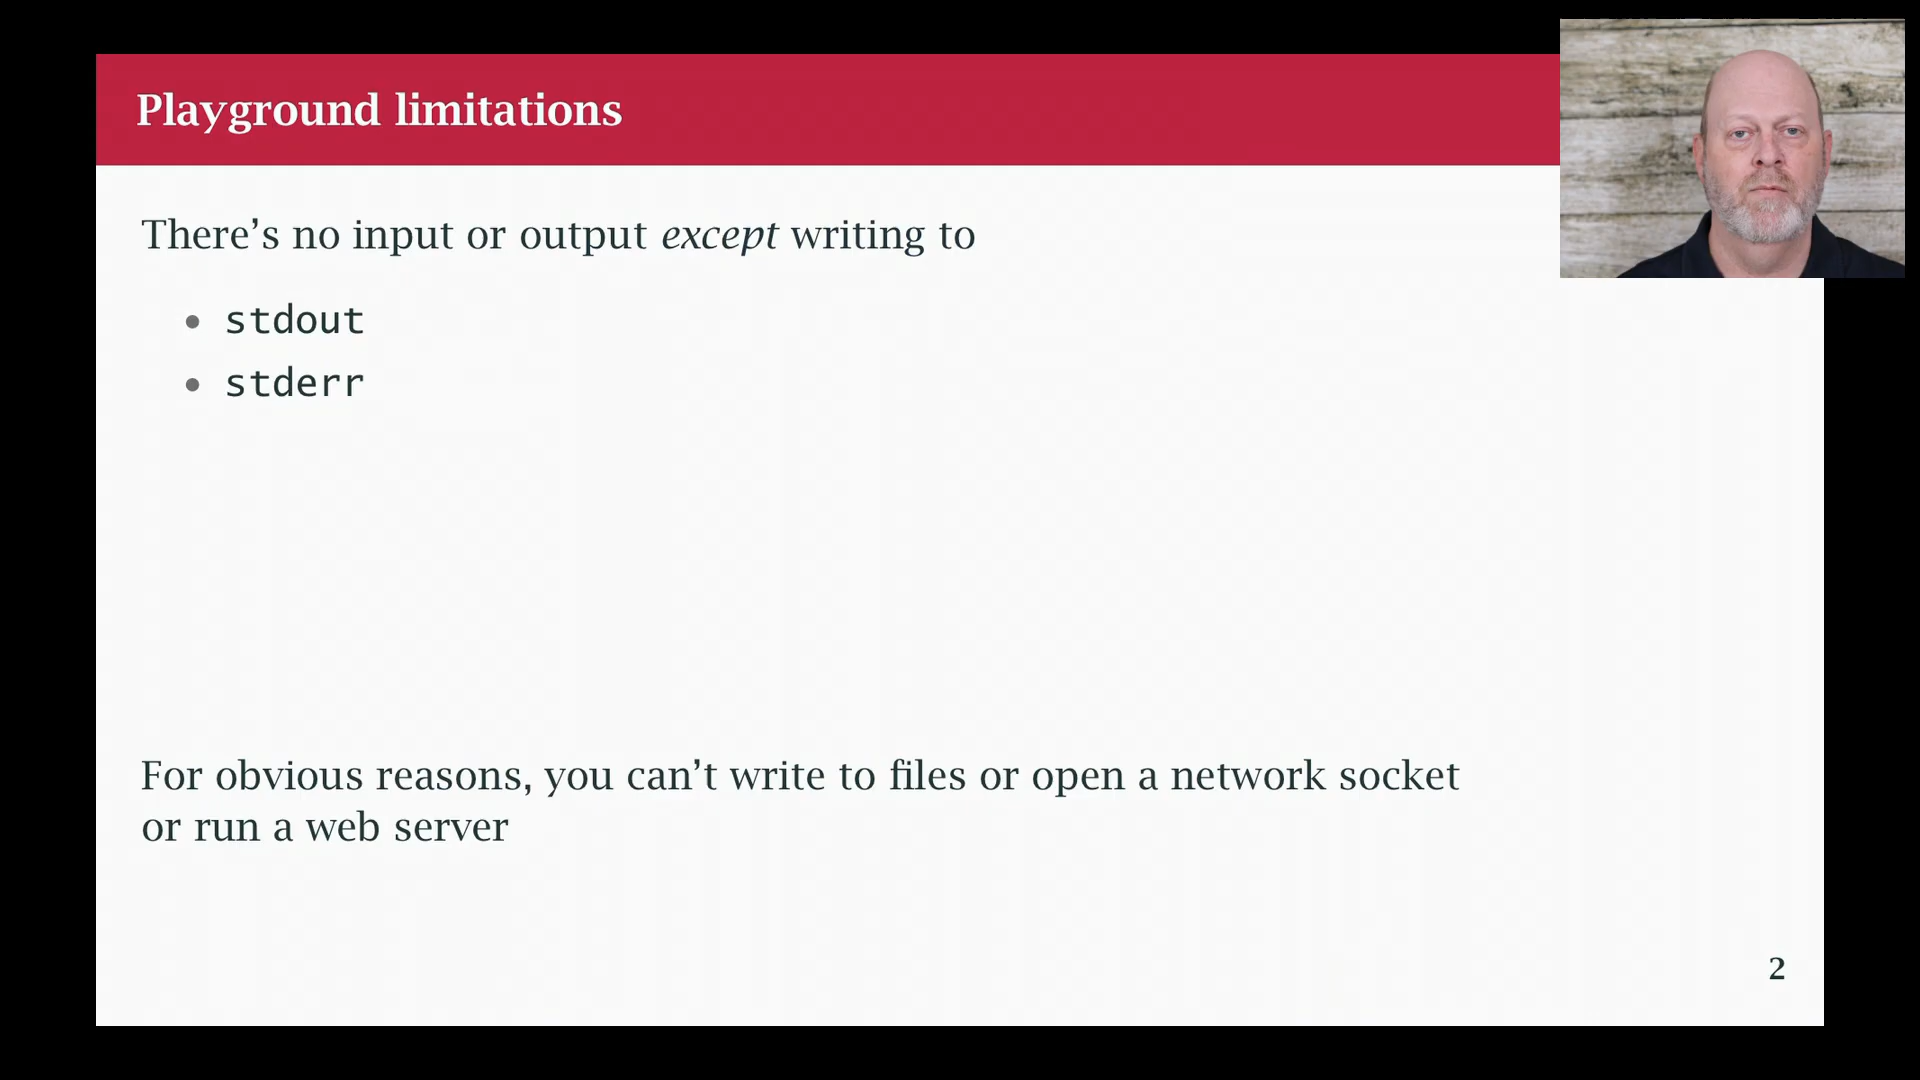 Playground limitations
There’s no input or output except writing to
• stdout
• stderr
For obvious reasons, you can’t write to files or open a network socket
or run a web server
2